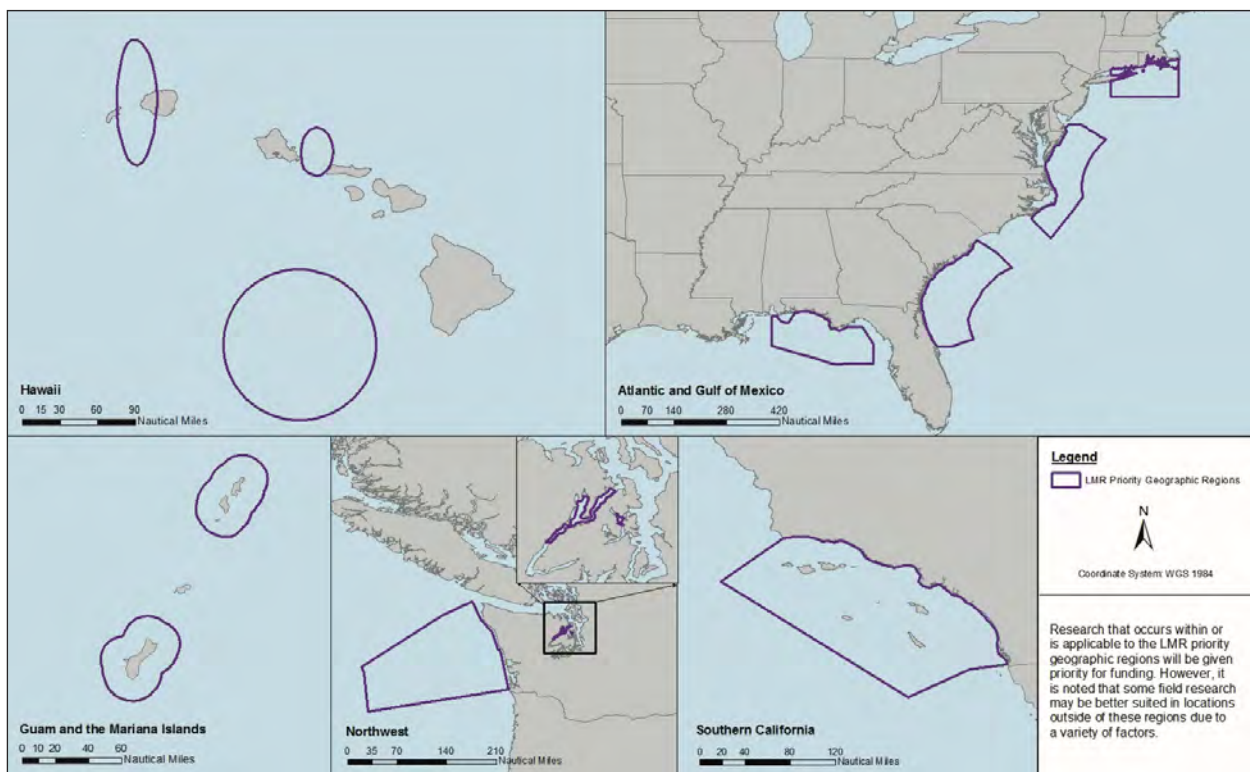 Hawaii
0 15 30 60 90
Nautical Miles
Atlantic and Gulf of Mexico
0 70 140 280 420
Nautical Miles
Guam and the Mariana Islands
0 10 20 40 60
Nautical Miles
Northwest
0 35 70 140 210
Nautical Miles
Southern California
0 20 40 80 120
Nautical Miles
Legend
LMR Priority Geographic Regions
N
Coordinate System: WGS 1984
Research that occurs within or
is applicable to the LMR priority
geographic regions will be given
priority for funding. However, it
is noted that some field research
may be better suited in locations
outside of these regions due to
a variety of factors.